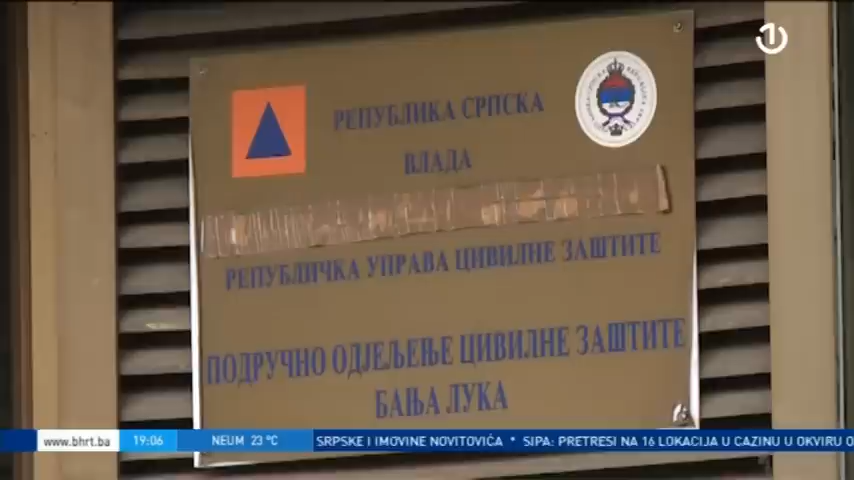 РЕПУБЛИКА СРПСКА
ВЛАДА
РЕПУБЛИЧКА УПРАВА ЦИВИЛНЕ ЗАШТИТЕ
ПОДРУЧНО ОДЈЕЉЕЊЕ ЦИВИЛНЕ ЗАШТИТЕ
БАЊА ЛУКА
www.bhrt.ba 19:06 NEUM 23 °C SRPSKE I IMOVINE NOVITOVIĆA * SIPA: PRETRESI NA 16 LOKACIJA U CAZINU U OKVIRU O